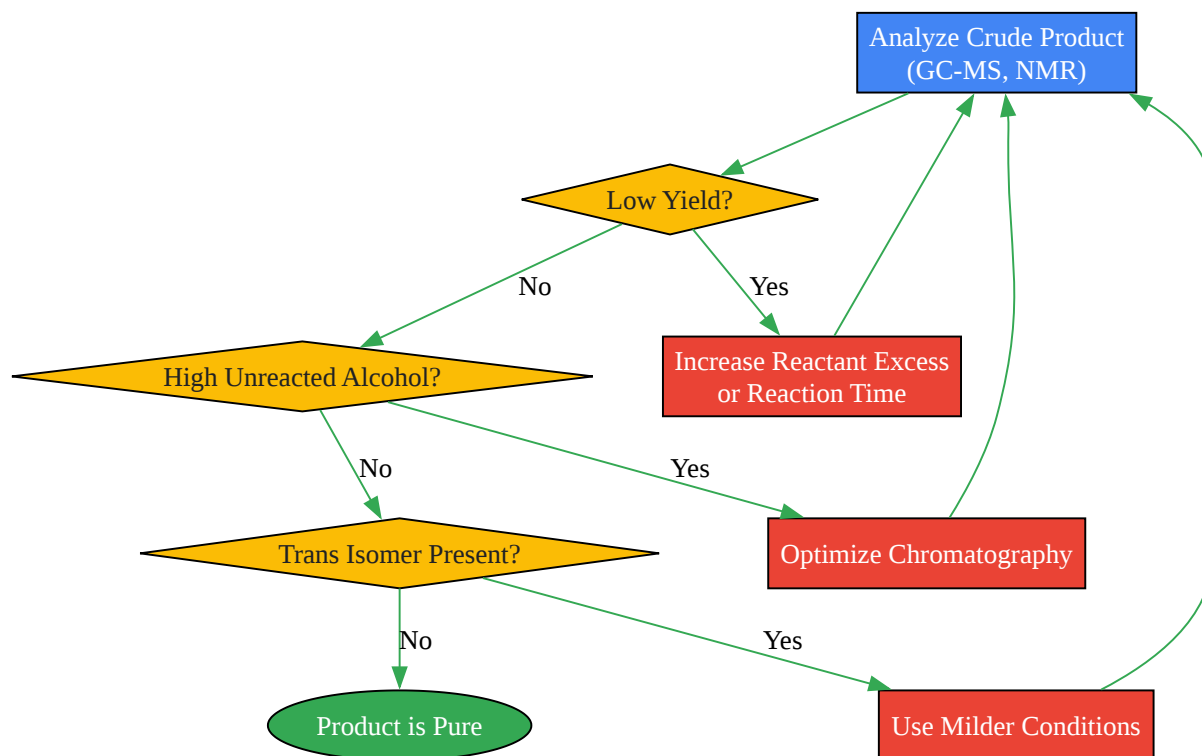 Analyze Crude Product
(GC-MS, NMR)
Low Yield?
No
Yes
Increase Reactant Excess
or Reaction Time
High Unreacted Alcohol?
No
Yes
Optimize Chromatography
Trans Isomer Present?
No
Yes
Product is Pure
Use Milder Conditions